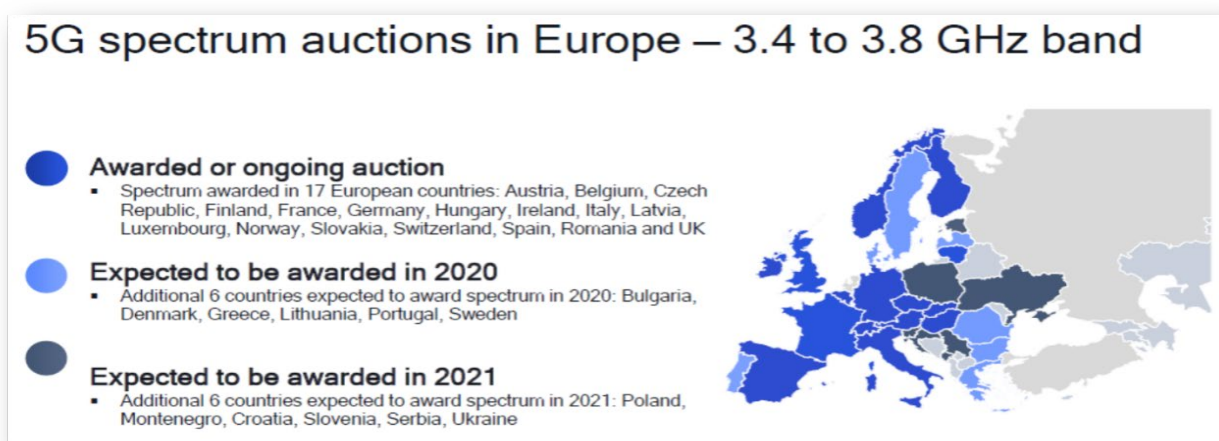 5G spectrum auctions in Europe – 3.4 to 3.8 GHz band
Awarded or ongoing auction
▪ Spectrum awarded in 17 European countries: Austria, Belgium, Czech
Republic, Finland, France, Germany, Hungary, Ireland, Italy, Latvia,
Luxembourg, Norway, Slovakia, Switzerland, Spain, Romania and UK
Expected to be awarded in 2020
▪ Additional 6 countries expected to award spectrum in 2020: Bulgaria,
Denmark, Greece, Lithuania, Portugal, Sweden
Expected to be awarded in 2021
▪ Additional 6 countries expected to award spectrum in 2021: Poland,
Montenegro, Croatia, Slovenia, Serbia, Ukraine